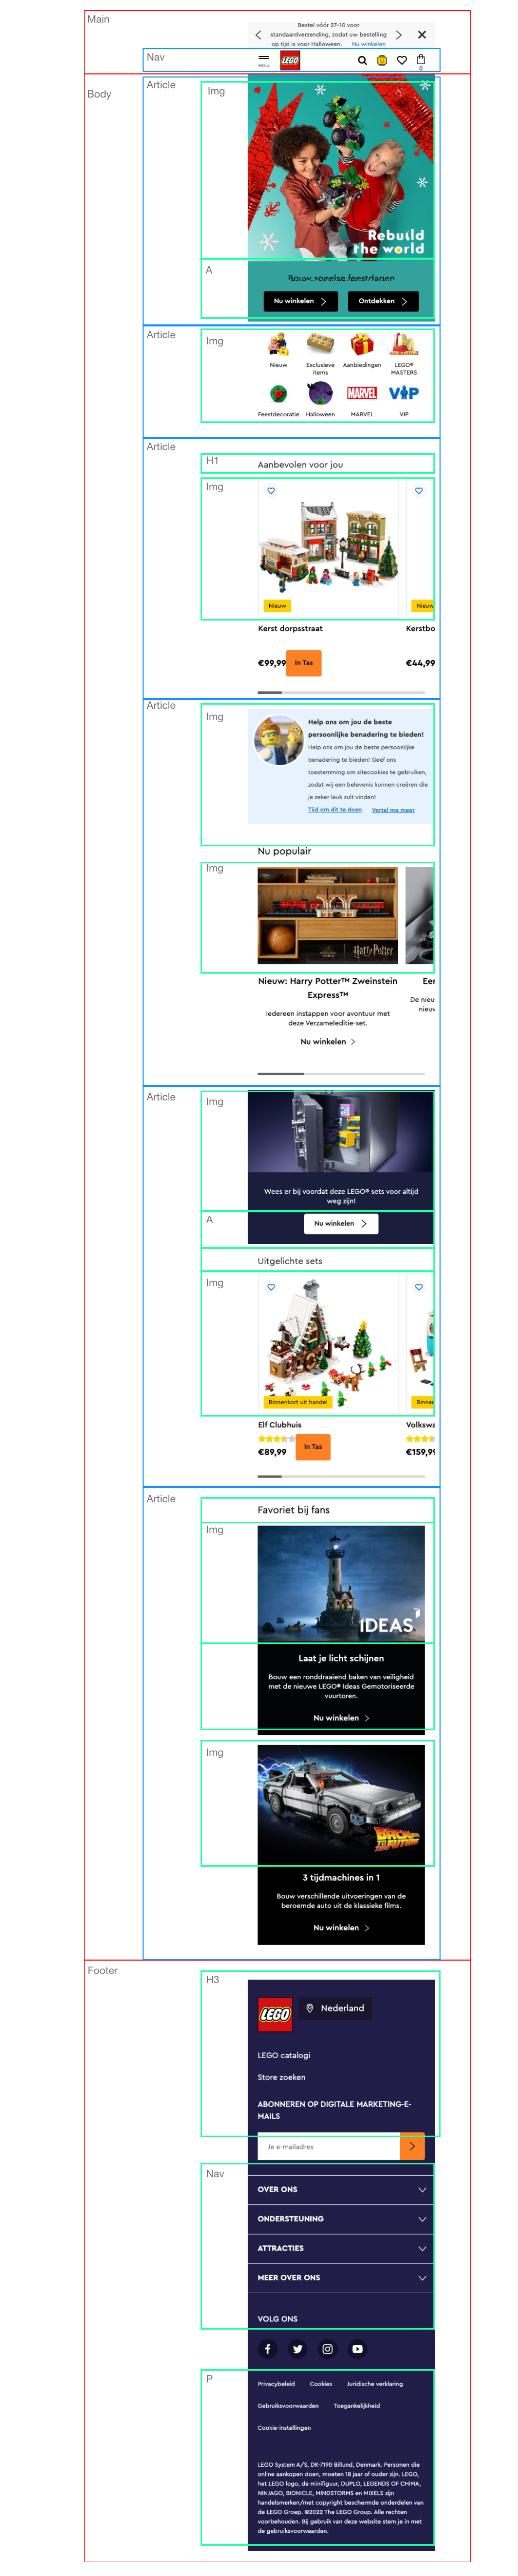 Main
Bestel vóór 27-10 voor
standaardverzending, zodat uw bestelling
op tijd is voor Halloween. Nu winkelen
Nav
MENU
LEGO
0
Body
Article
Img
Rebuild
the world
A
Bouw speelse feestdagen
Nu winkelen
Ontdekken
Article
Img
Nieuw
Exclusieve
items
Aanbiedingen
LEGO®
MASTERS
MARVEL
VIP
Feestdecoratie
Halloween
MARVEL
VIP
Article
H1
Aanbevolen voor jou
Img
Nieuw
Nieuw
Kerst dorpsstraat
Kerstbo
€99,99
In Tas
€44,99
Article
Img
Help ons om jou de beste
persoonlijke benadering te bieden!
Help ons om jou de beste persoonlijke
benadering te bieden! Geef ons
toestemming om sitecookies te gebruiken,
zodat wij een belevenis kunnen creëren die
je zeker leuk zult vinden!
Tijd om dit te doen
Vertel me meer
Nu populair
Img
Harry Potter
Nieuw: Harry Potter™ Zweinstein
Express™
Eer
Iedereen instappen voor avontuur met
deze Verzameleditie-set.
De nieu
nieuv
Nu winkelen
Article
Img
Wees er bij voordat deze LEGO® sets voor altijd
weg zijn!
A
Nu winkelen
Uitgelichte sets
Img
Binnenkort uit handel
Binner
Elf Clubhuis
Volkswa
€89,99
In Tas
€159,99
Article
Favoriet bij fans
Img
IDEAS
Laat je licht schijnen
Bouw een ronddraaiend baken van veiligheid
met de nieuwe LEGO® Ideas Gemotoriseerde
vuurtoren.
Nu winkelen
Img
BACK TO THE FUTURE
3 tijdmachines in 1
Bouw verschillende uitvoeringen van de
beroemde auto uit de klassieke films.
Nu winkelen
Footer
H3
LEGO
Nederland
LEGO catalogi
Store zoeken
ABONNEREN OP DIGITALE MARKETING-E-
MAILS
Je e-mailadres
Nav
OVER ONS
ONDERSTEUNING
ATTRACTIES
MEER OVER ONS
VOLG ONS
P
Privacybeleid
Cookies
Juridische verklaring
Gebruiksvoorwaarden
Toegankelijkheid
Cookie-instellingen
LEGO System A/S, DK-7190 Billund, Denmark. Personen die
online aankopen doen, moeten 18 jaar of ouder zijn. LEGO,
het LEGO logo, de minifiguur, DUPLO, LEGENDS OF CHIMA,
NINJAGO, BIONICLE, MINDSTORMS en MIXELS zijn
handelsmerken/met copyright beschermde onderdelen van
de LEGO Groep. ©2022 The LEGO Group. Alle rechten
voorbehouden. Bij gebruik van deze website stem je in met
de gebruiksvoorwaarden.